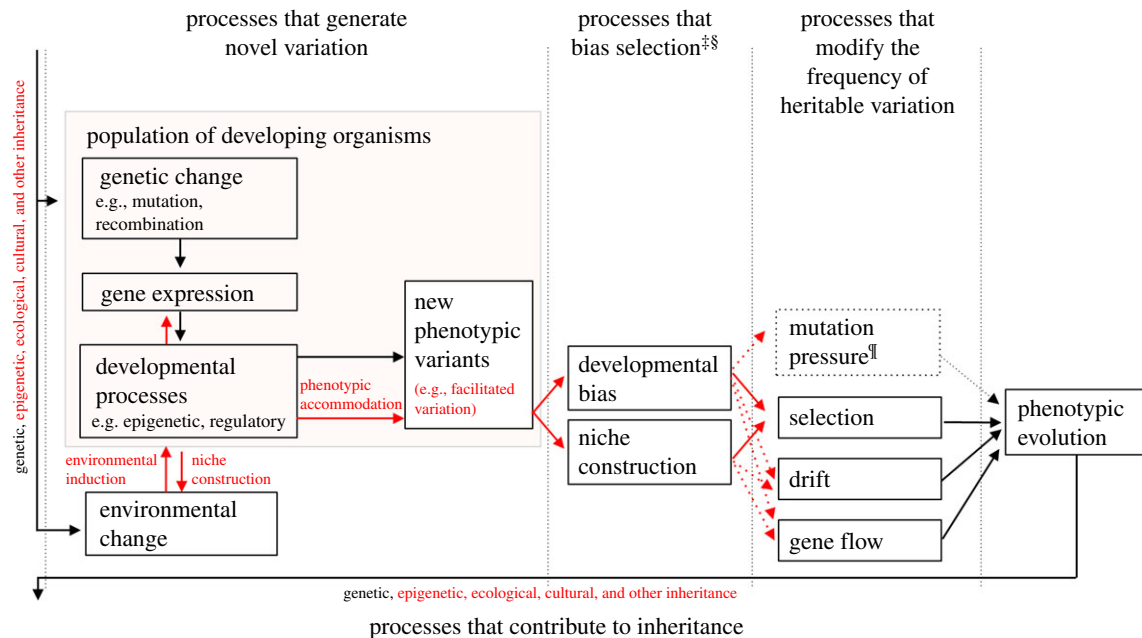 processes that generate
novel variation
processes that
bias selection‡§
processes that
modify the
frequency of
heritable variation
genetic, epigenetic, ecological, cultural, and other inheritance
population of developing organisms
genetic change
e.g., mutation,
recombination
gene expression
developmental
processes
e.g. epigenetic, regulatory
phenotypic
accommodation
new
phenotypic
variants
(e.g., facilitated
variation)
environmental
induction
niche
construction
environmental
change
developmental
bias
niche
construction
mutation
pressure¶
selection
drift
gene flow
phenotypic
evolution
genetic, epigenetic, ecological, cultural, and other inheritance
processes that contribute to inheritance